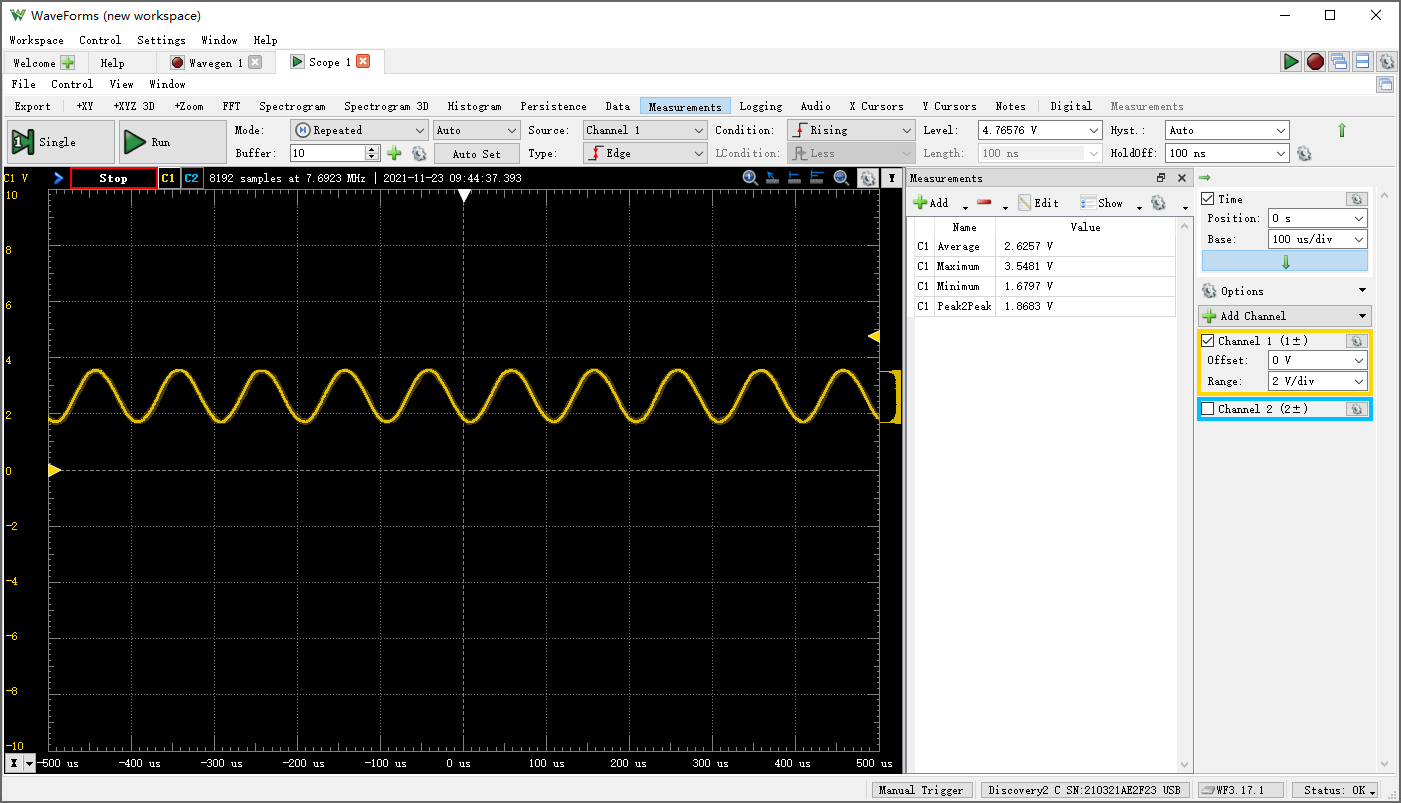 WaveForms (new workspace)
Workspace Control Settings Window Help
Welcome Help Wavegen 1 Scope 1
File Control View Window
Export +XY +XYZ 3D +Zoom FFT Spectrogram Spectrogram 3D Histogram Persistence Data Measurements Logging Audio X Cursors Y Cursors Notes Digital Measurements
Single Run Mode: Repeated Auto Source: Channel 1 Condition: Rising Level: 4.76576 V Hyst.: Auto
Buffer: 10 Auto Set Type: Edge LCondition: Less Length: 100 ns HoldOff: 100 ns
C1 V Stop C1 C2 8192 samples at 7.6923 MHz | 2021-11-23 09:44:37.393 Y
10
8
6
4
2
0
-2
-4
-6
-8
-10
X -500 us -400 us -300 us -200 us -100 us 0 us 100 us 200 us 300 us 400 us 500 us
Measurements
Add Edit Show
Name Value
C1 Average 2.6257 V
C1 Maximum 3.5481 V
C1 Minimum 1.6797 V
C1 Peak2Peak 1.8683 V
Time
Position: 0 s
Base: 100 us/div
Options
Add Channel
Channel 1 (1±)
Offset: 0 V
Range: 2 V/div
Channel 2 (2±)
Manual Trigger Discovery2 C SN:210321AE2F23 USB WF3.17.1 Status: OK